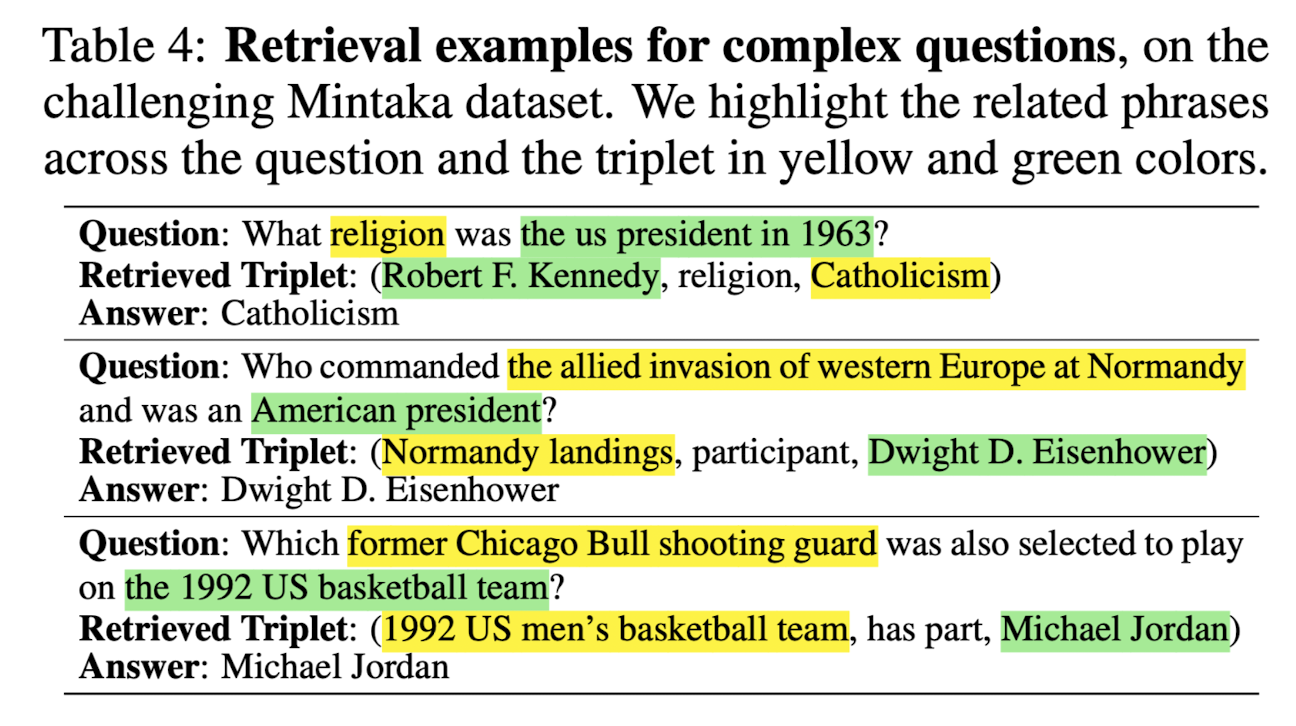 Table 4: Retrieval examples for complex questions, on the
challenging Mintaka dataset. We highlight the related phrases
across the question and the triplet in yellow and green colors.
Question: What religion was the us president in 1963?
Retrieved Triplet: (Robert F. Kennedy, religion, Catholicism)
Answer: Catholicism
Question: Who commanded the allied invasion of western Europe at Normandy
and was an American president?
Retrieved Triplet: (Normandy landings, participant, Dwight D. Eisenhower)
Answer: Dwight D. Eisenhower
Question: Which former Chicago Bull shooting guard was also selected to play
on the 1992 US basketball team?
Retrieved Triplet: (1992 US men’s basketball team, has part, Michael Jordan)
Answer: Michael Jordan